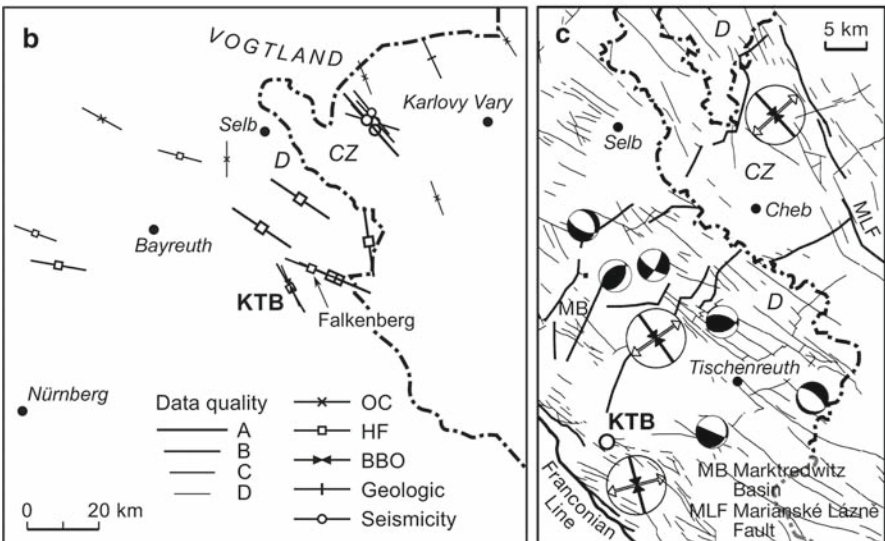 b
VOGTLAND
Karlovy Vary
Selb
D
CZ
Bayreuth
KTB
Falkenberg
Nürnberg
Data quality
A
B
C
D
OC
HF
BBO
Geologic
Seismicity
0 20 km
c
D
5 km
Selb
CZ
Cheb
MLF
MB
D
Tischenreuth
KTB
Franconian
Line
MB Marktredwitz
Basin
MLF Mariánské Lázně
Fault